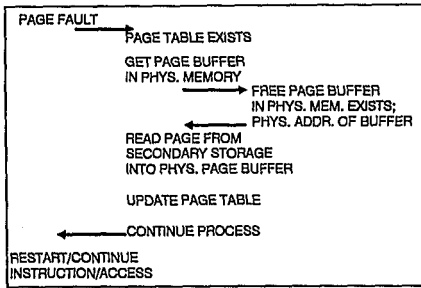 PAGE FAULT
PAGE TABLE EXISTS
GET PAGE BUFFER
IN PHYS. MEMORY
FREE PAGE BUFFER
IN PHYS. MEM. EXISTS;
PHYS. ADDR. OF BUFFER
READ PAGE FROM
SECONDARY STORAGE
INTO PHYS. PAGE BUFFER
UPDATE PAGE TABLE
CONTINUE PROCESS
RESTART/CONTINUE
INSTRUCTION/ACCESS